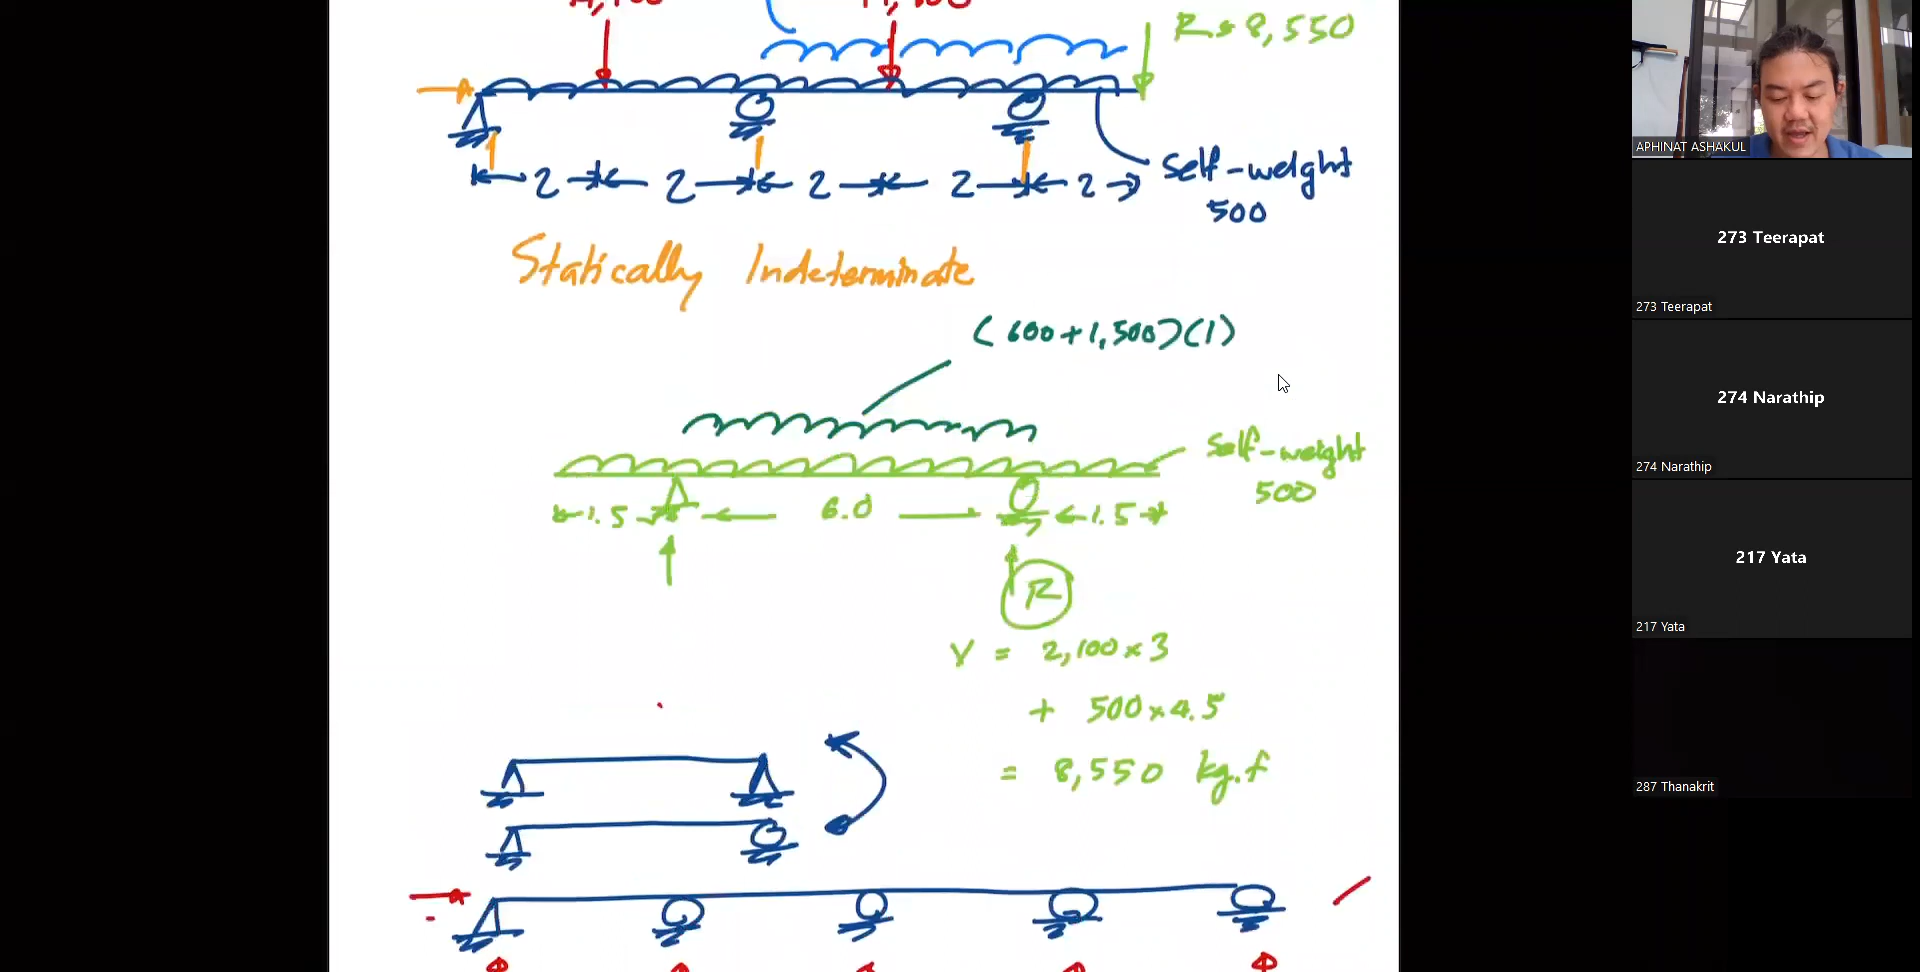 R = 8,550
2 2 2 2 2
self-weight
500
Statically Indeterminate
(600+1,500)(1)
self-weight
500
1.5 6.0 1.5
R
V = 2,100×3
+ 500×4.5
= 8,550 kg.f
APHINAT ASHAKUL
273 Teerapat
273 Teerapat
274 Narathip
274 Narathip
217 Yata
217 Yata
287 Thanakrit